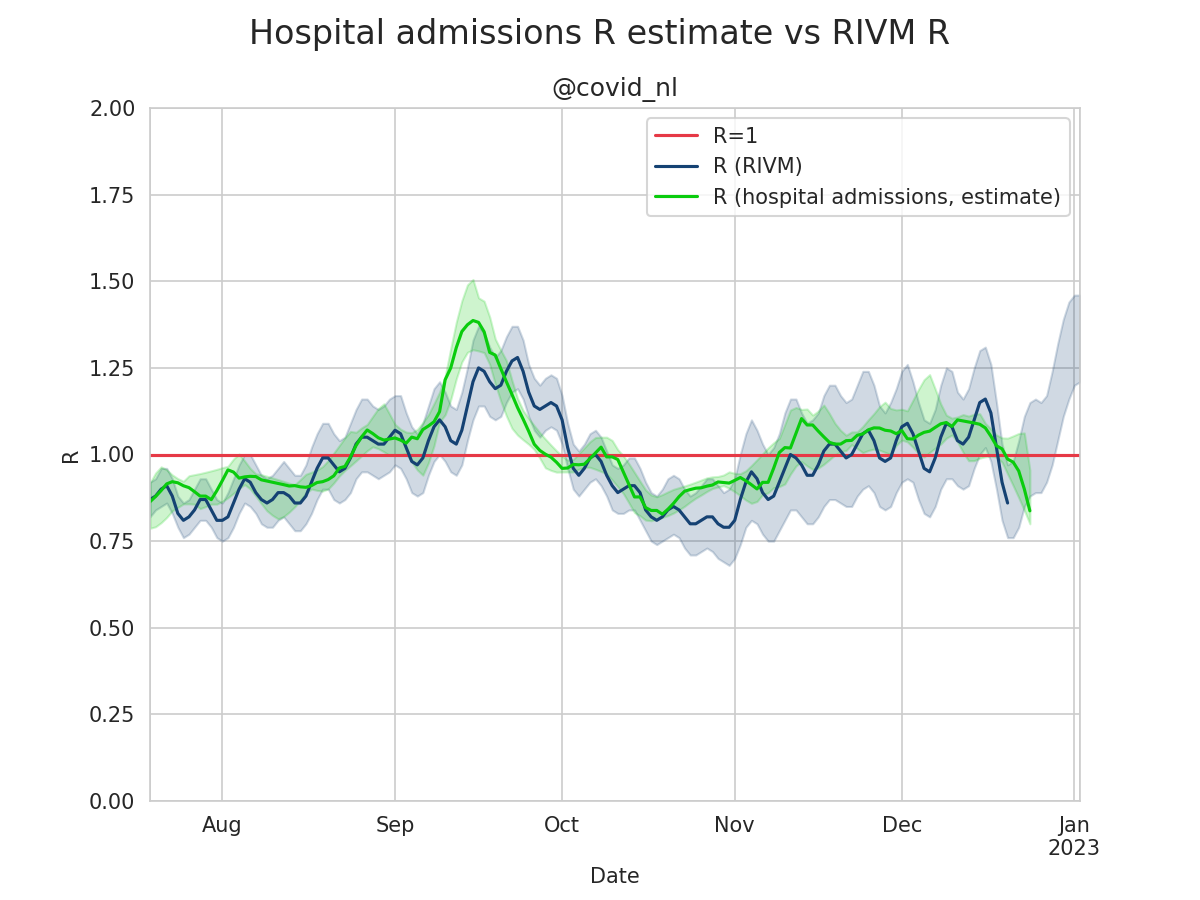 Hospital admissions R estimate vs RIVM R
@covid_nl
R=1
R (RIVM)
R (hospital admissions, estimate)
2.00
1.75
1.50
1.25
1.00
0.75
0.50
0.25
0.00
R
Aug Sep Oct Nov Dec Jan
2023
Date